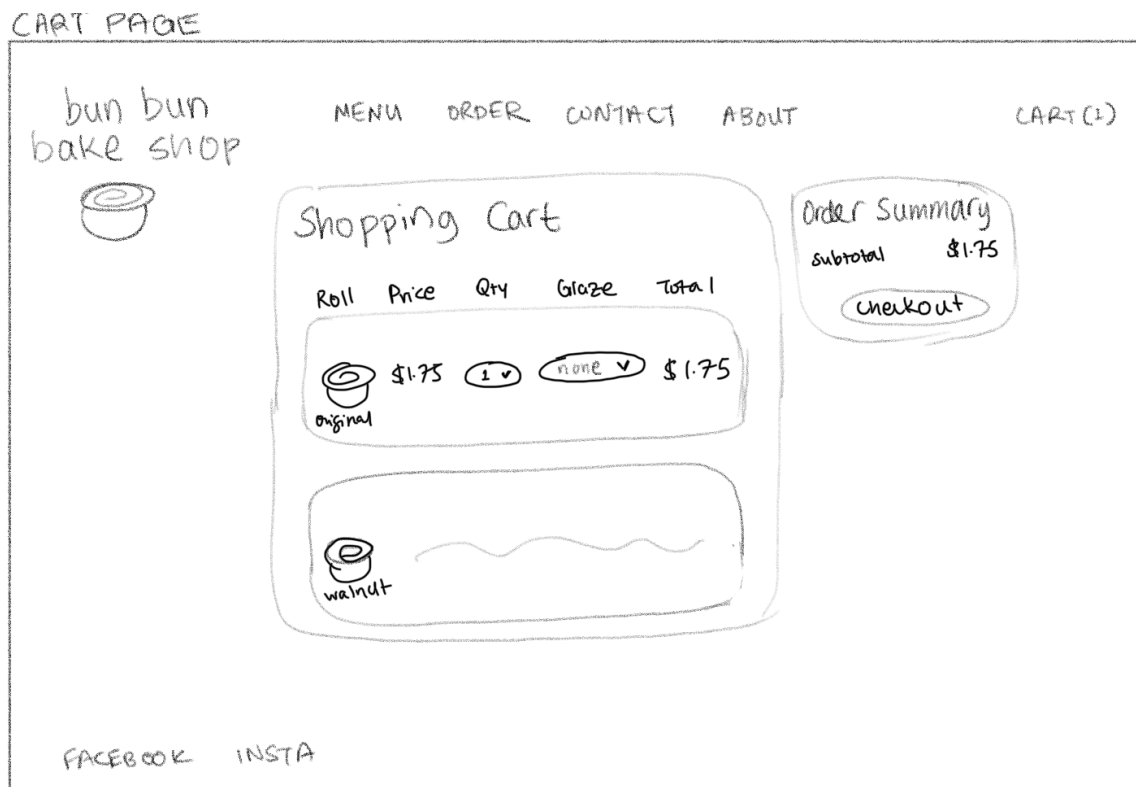 CART PAGE
bun bun
bake shop
MENU ORDER CONTACT ABOUT CART (1)
Shopping Cart
Roll Price Qty Glaze Total
original $1.75 1 none $1.75
walnut
Order Summary
subtotal $1.75
checkout
FACEBOOK INSTA